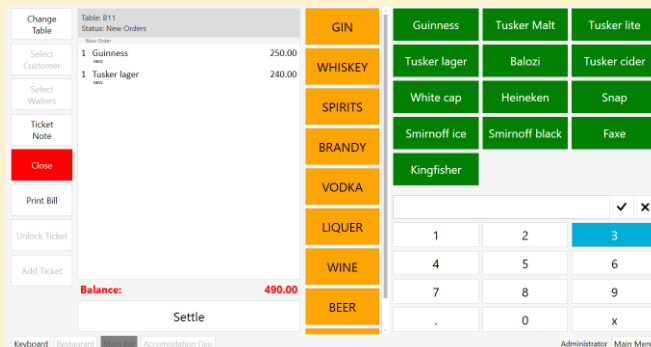 Change
Table
Select
Customer
Select
Waiters
Ticket
Note
Close
Print Bill
Unlock Ticket
Add Ticket
Table: B11
Status: New Orders
New Order
1 Guinness 250.00
NEW
1 Tusker lager 240.00
NEW
Balance: 490.00
Settle
GIN
WHISKEY
SPIRITS
BRANDY
VODKA
LIQUER
WINE
BEER
Guinness Tusker Malt Tusker lite
Tusker lager Balozi Tusker cider
White cap Heineken Snap
Smirnoff ice Smirnoff black Faxe
Kingfisher
1 2 3
4 5 6
7 8 9
. 0 x
Keyboard Restaurant Main Bar Accomodation Dep Administrator Main Menu